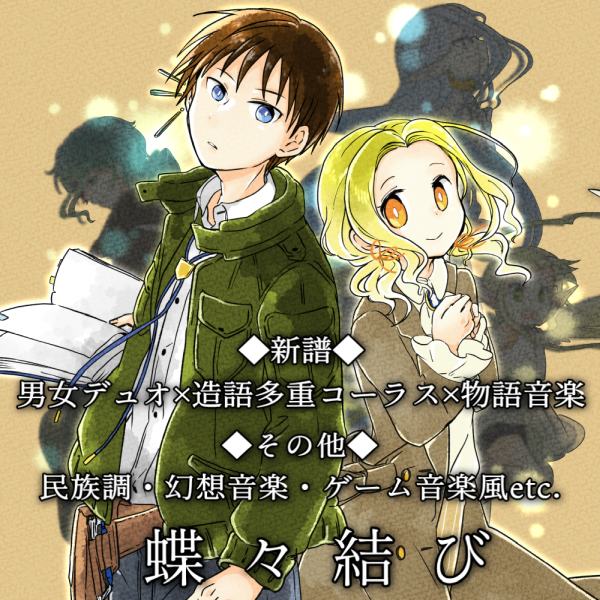 ◆新譜◆
男女デュオ×造語多重コーラス×物語音楽
◆その他◆
民族調・幻想音楽・ゲーム音楽風etc.
蝶々結び